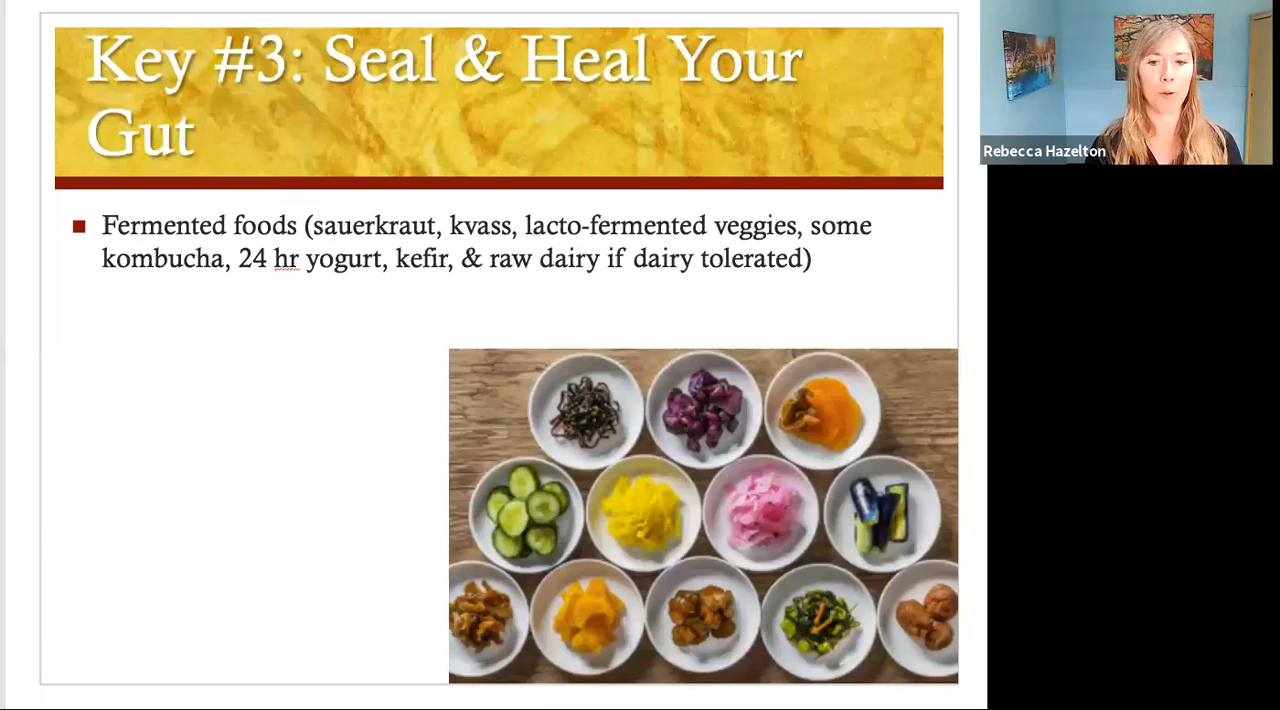 Key #3: Seal & Heal Your
Gut
Rebecca Hazelton
Fermented foods (sauerkraut, kvass, lacto-fermented veggies, some
kombucha, 24 hr yogurt, kefir, & raw dairy if dairy tolerated)